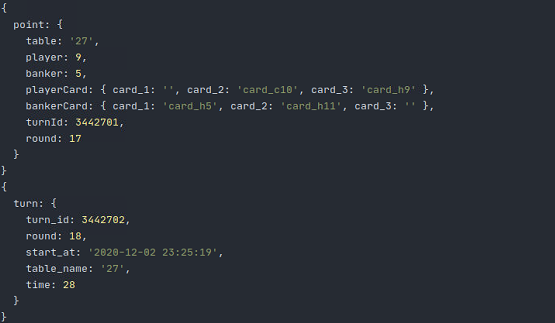 {
  point: {
    table: '27',
    player: 9,
    banker: 5,
    playerCard: { card_1: '', card_2: 'card_c10', card_3: 'card_h9' },
    bankerCard: { card_1: 'card_h5', card_2: 'card_h11', card_3: '' },
    turnId: 3442701,
    round: 17
  }
}
{
  turn: {
    turn_id: 3442702,
    round: 18,
    start_at: '2020-12-02 23:25:19',
    table_name: '27',
    time: 28
  }
}